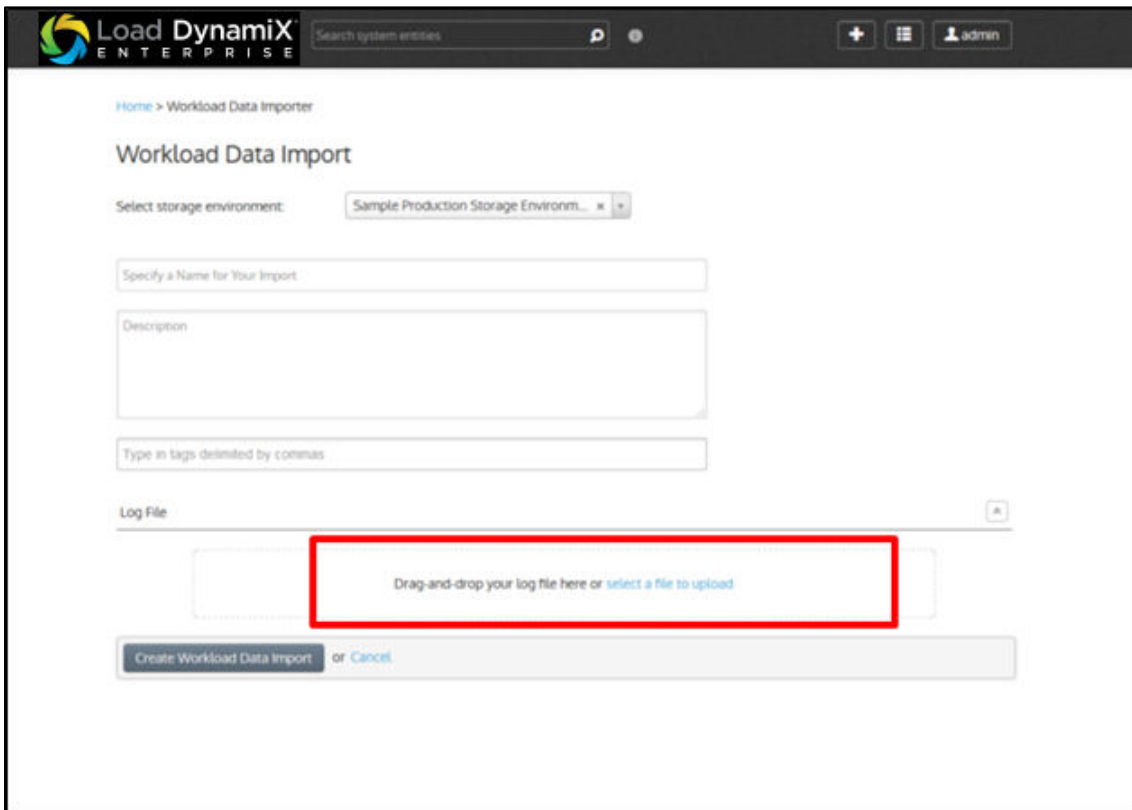 Load DynamiX
ENTERPRISE
Search system entities
admin
Home > Workload Data Importer
Workload Data Import
Select storage environment:
Sample Production Storage Environm...
Specify a Name for Your Import
Description
Type in tags delimited by commas
Log File
Drag-and-drop your log file here or select a file to upload
Create Workload Data Import or Cancel